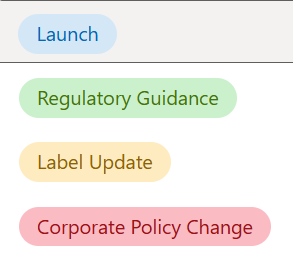 Launch
Regulatory Guidance
Label Update
Corporate Policy Change